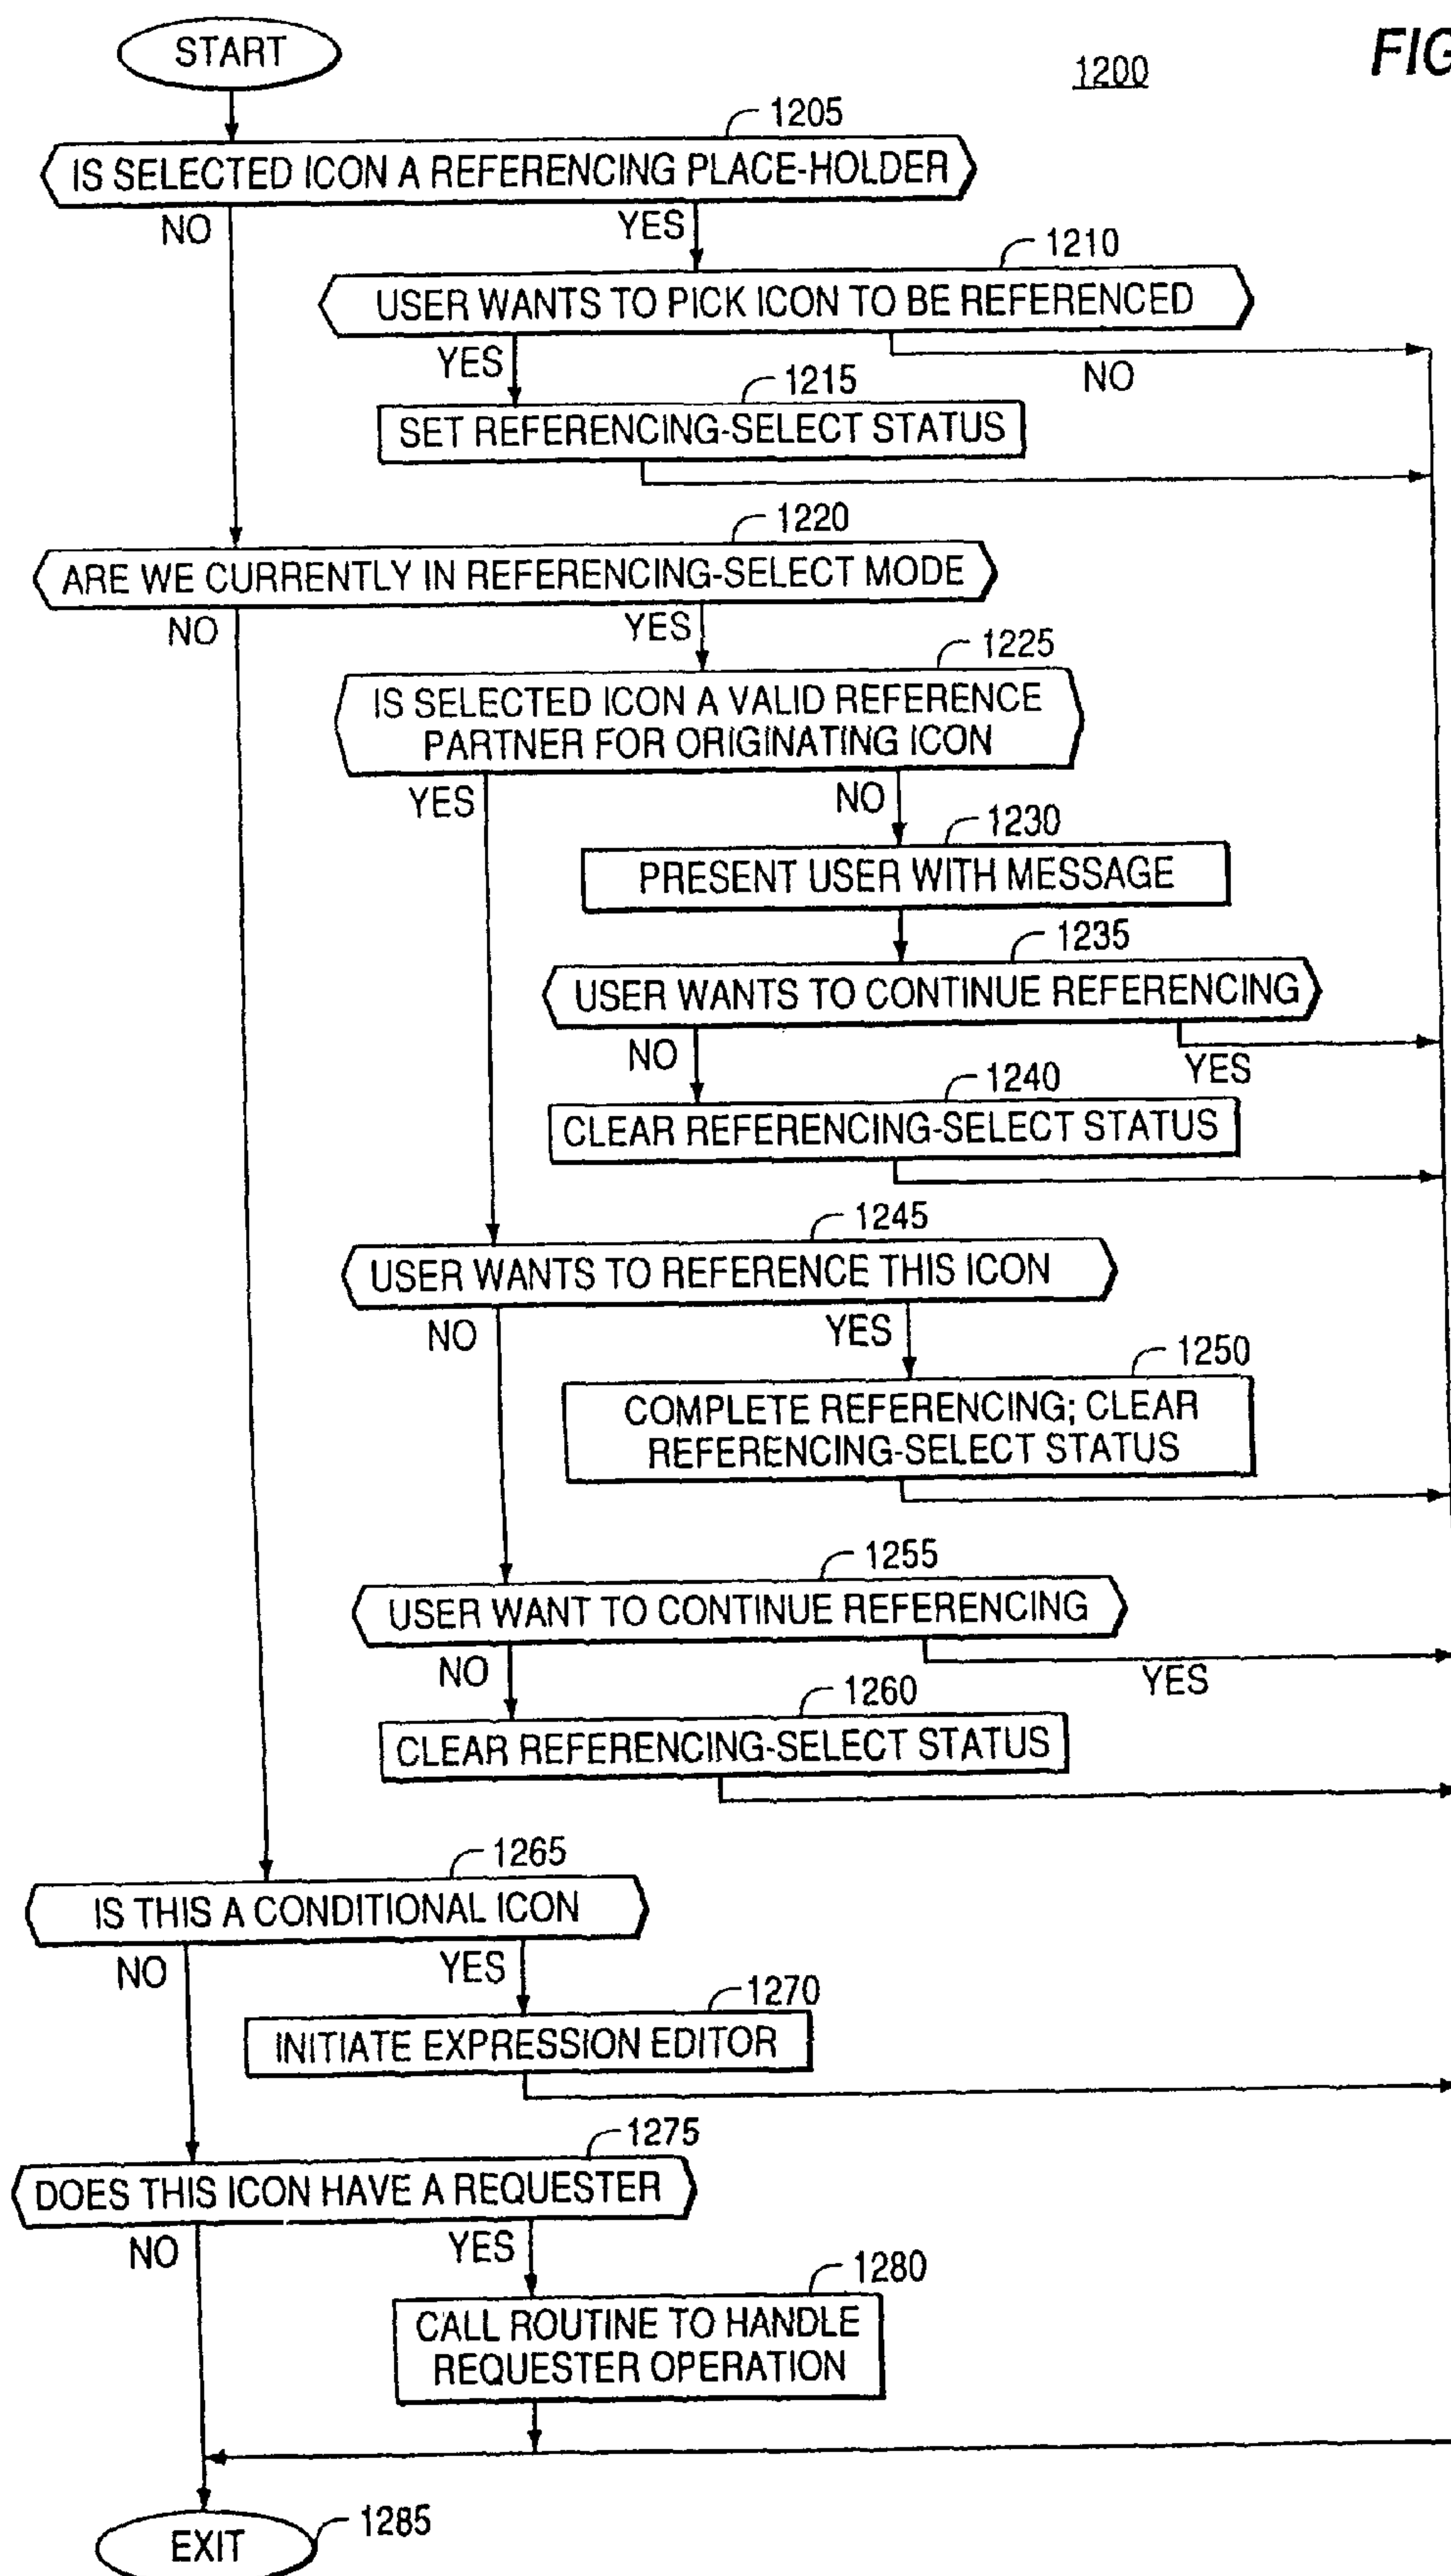 START
1200
FIG
1205
IS SELECTED ICON A REFERENCING PLACE-HOLDER
NO
YES
1210
USER WANTS TO PICK ICON TO BE REFERENCED
YES
NO
1215
SET REFERENCING-SELECT STATUS
1220
ARE WE CURRENTLY IN REFERENCING-SELECT MODE
NO
YES
1225
IS SELECTED ICON A VALID REFERENCE
PARTNER FOR ORIGINATING ICON
YES
NO
1230
PRESENT USER WITH MESSAGE
1235
USER WANTS TO CONTINUE REFERENCING
NO
YES
1240
CLEAR REFERENCING-SELECT STATUS
1245
USER WANTS TO REFERENCE THIS ICON
NO
YES
1250
COMPLETE REFERENCING; CLEAR
REFERENCING-SELECT STATUS
1255
USER WANT TO CONTINUE REFERENCING
NO
YES
1260
CLEAR REFERENCING-SELECT STATUS
1265
IS THIS A CONDITIONAL ICON
NO
YES
1270
INITIATE EXPRESSION EDITOR
1275
DOES THIS ICON HAVE A REQUESTER
NO
YES
1280
CALL ROUTINE TO HANDLE
REQUESTER OPERATION
EXIT
1285